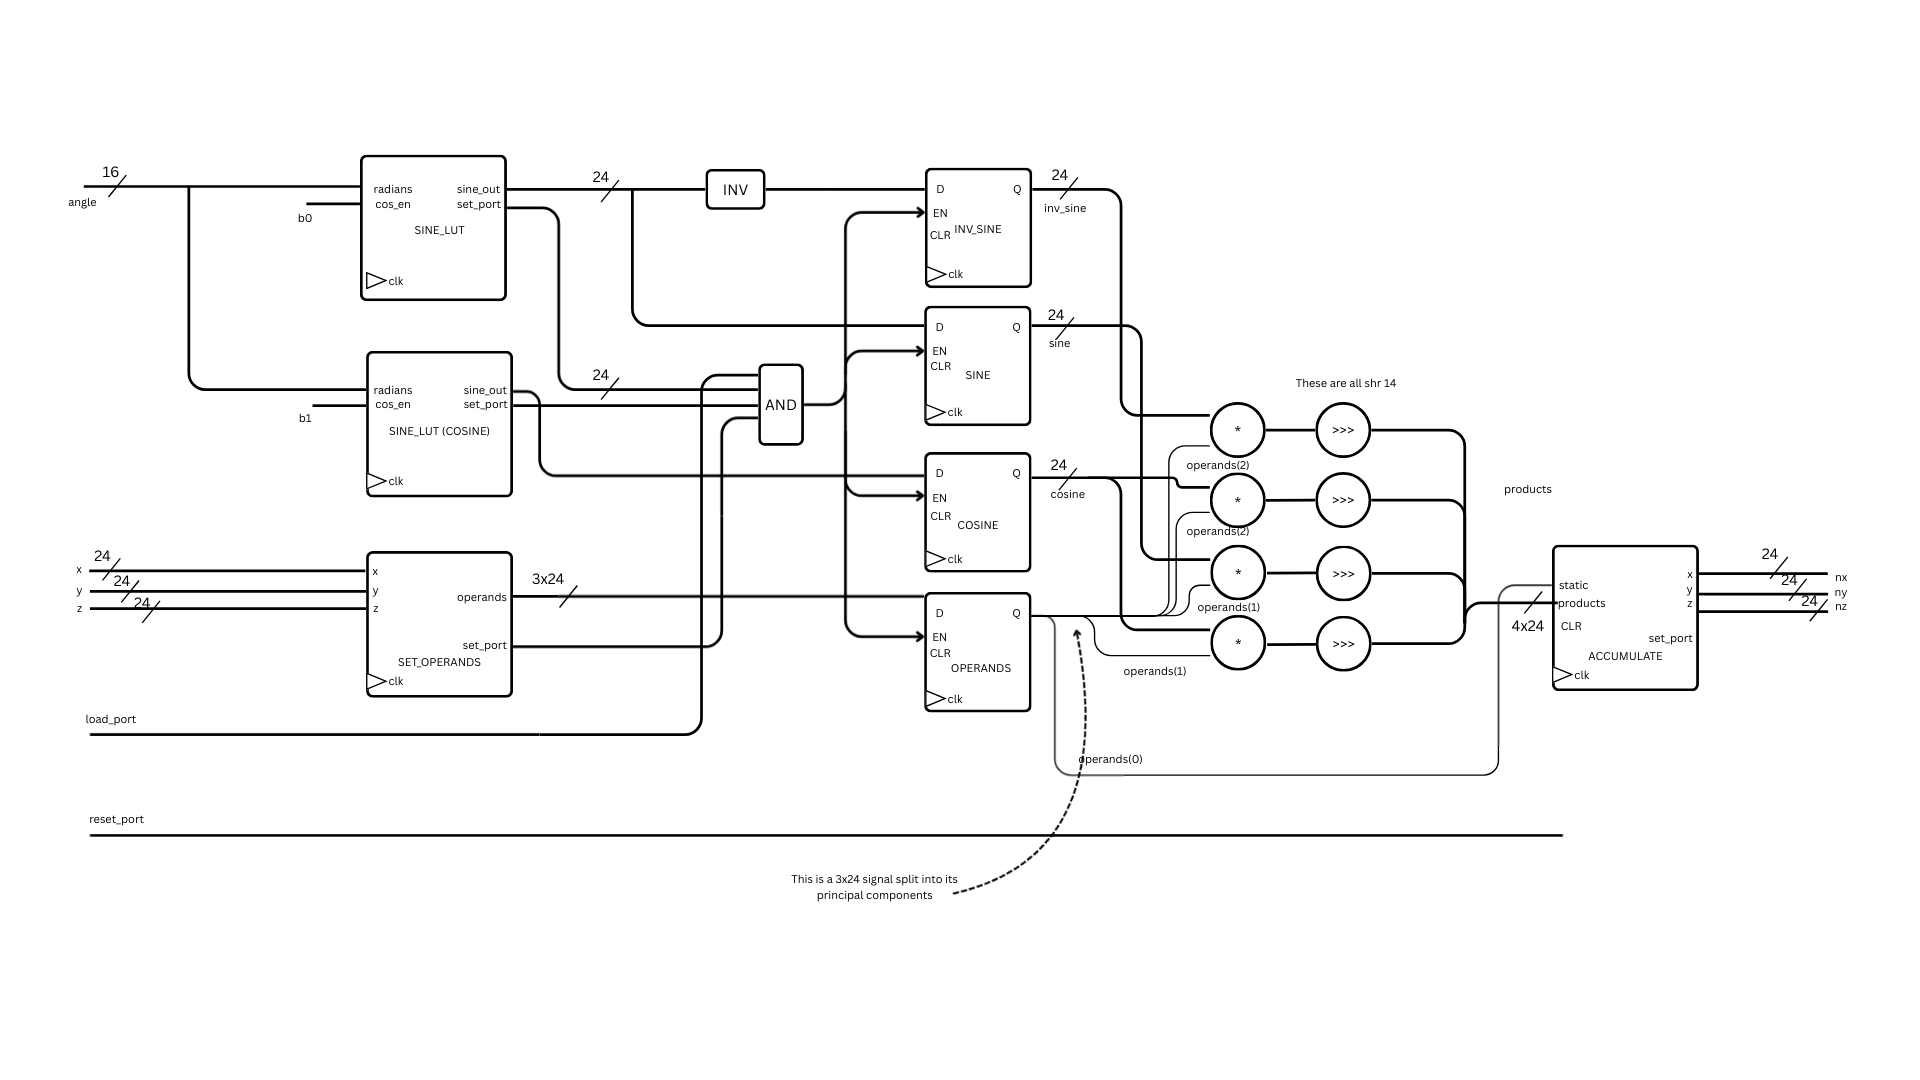 16
angle
radians
cos_en
sine_out
set_port
SINE_LUT
clk
b0
24
INV
D
Q
EN
CLR
INV_SINE
clk
24
inv_sine
radians
cos_en
sine_out
set_port
SINE_LUT (COSINE)
clk
b1
24
AND
D
Q
EN
CLR
SINE
clk
24
sine
D
Q
EN
CLR
COSINE
clk
24
cosine
These are all shr 14
*
>>>
operands(2)
*
>>>
operands(2)
*
>>>
operands(1)
*
>>>
operands(1)
products
24
x
24
y
24
z
x
y
z
operands
set_port
SET_OPERANDS
clk
3x24
D
Q
EN
CLR
OPERANDS
clk
static
products
CLR
x
y
z
set_port
ACCUMULATE
clk
4x24
24
nx
24
ny
24
nz
load_port
operands(0)
reset_port
This is a 3x24 signal split into its
principal components